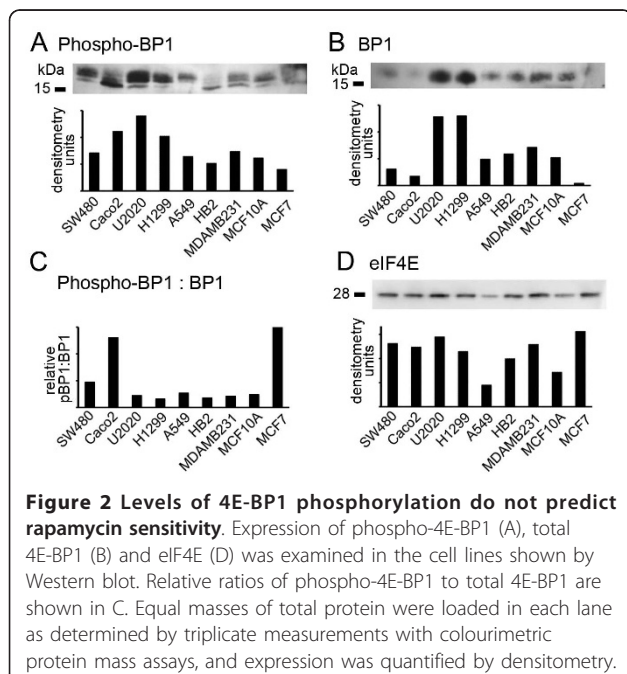 A Phospho-BP1
kDa
15
densitometry
units
SW480
Caco2
U2020
H1299
A549
HB2
MDAMB231
MCF10A
MCF7
B BP1
kDa
15
densitometry
units
SW480
Caco2
U2020
H1299
A549
HB2
MDAMB231
MCF10A
MCF7
C
Phospho-BP1 : BP1
relative
pBP1:BP1
SW480
Caco2
U2020
H1299
A549
HB2
MDAMB231
MCF10A
MCF7
D eIF4E
28
densitometry
units
SW480
Caco2
U2020
H1299
A549
HB2
MDAMB231
MCF10A
MCF7
Figure 2 Levels of 4E-BP1 phosphorylation do not predict
rapamycin sensitivity. Expression of phospho-4E-BP1 (A), total
4E-BP1 (B) and eIF4E (D) was examined in the cell lines shown by
Western blot. Relative ratios of phospho-4E-BP1 to total 4E-BP1 are
shown in C. Equal masses of total protein were loaded in each lane
as determined by triplicate measurements with colourimetric
protein mass assays, and expression was quantified by densitometry.